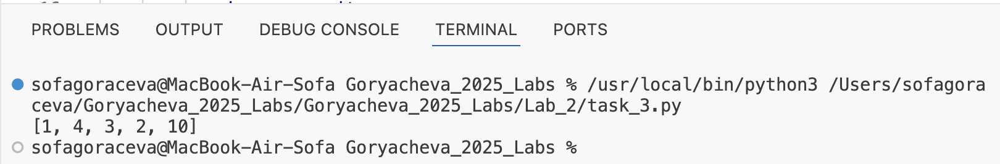 PROBLEMS OUTPUT DEBUG CONSOLE TERMINAL PORTS
sofagoraceva@MacBook-Air-Sofa Goryacheva_2025_Labs % /usr/local/bin/python3 /Users/sofagora
ceva/Goryacheva_2025_Labs/Goryacheva_2025_Labs/Lab_2/task_3.py
[1, 4, 3, 2, 10]
sofagoraceva@MacBook-Air-Sofa Goryacheva_2025_Labs %